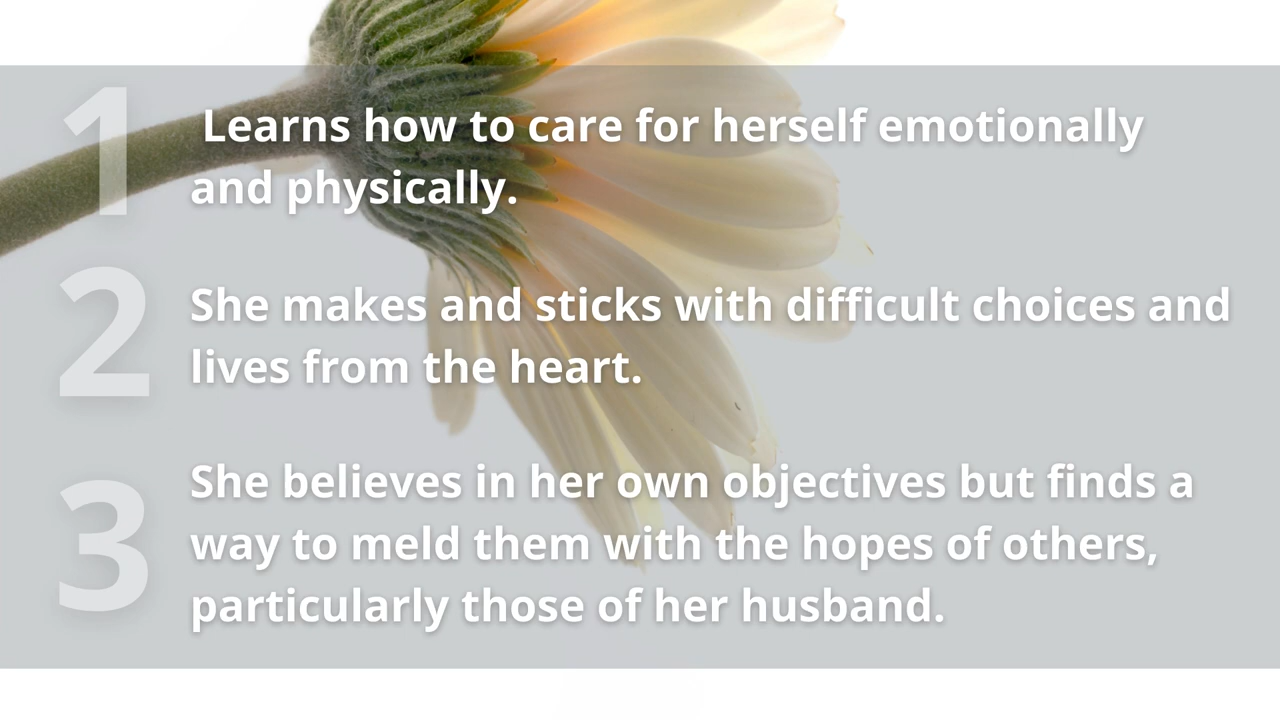 1 Learns how to care for herself emotionally
and physically.
2 She makes and sticks with difficult choices and
lives from the heart.
3 She believes in her own objectives but finds a
way to meld them with the hopes of others,
particularly those of her husband.